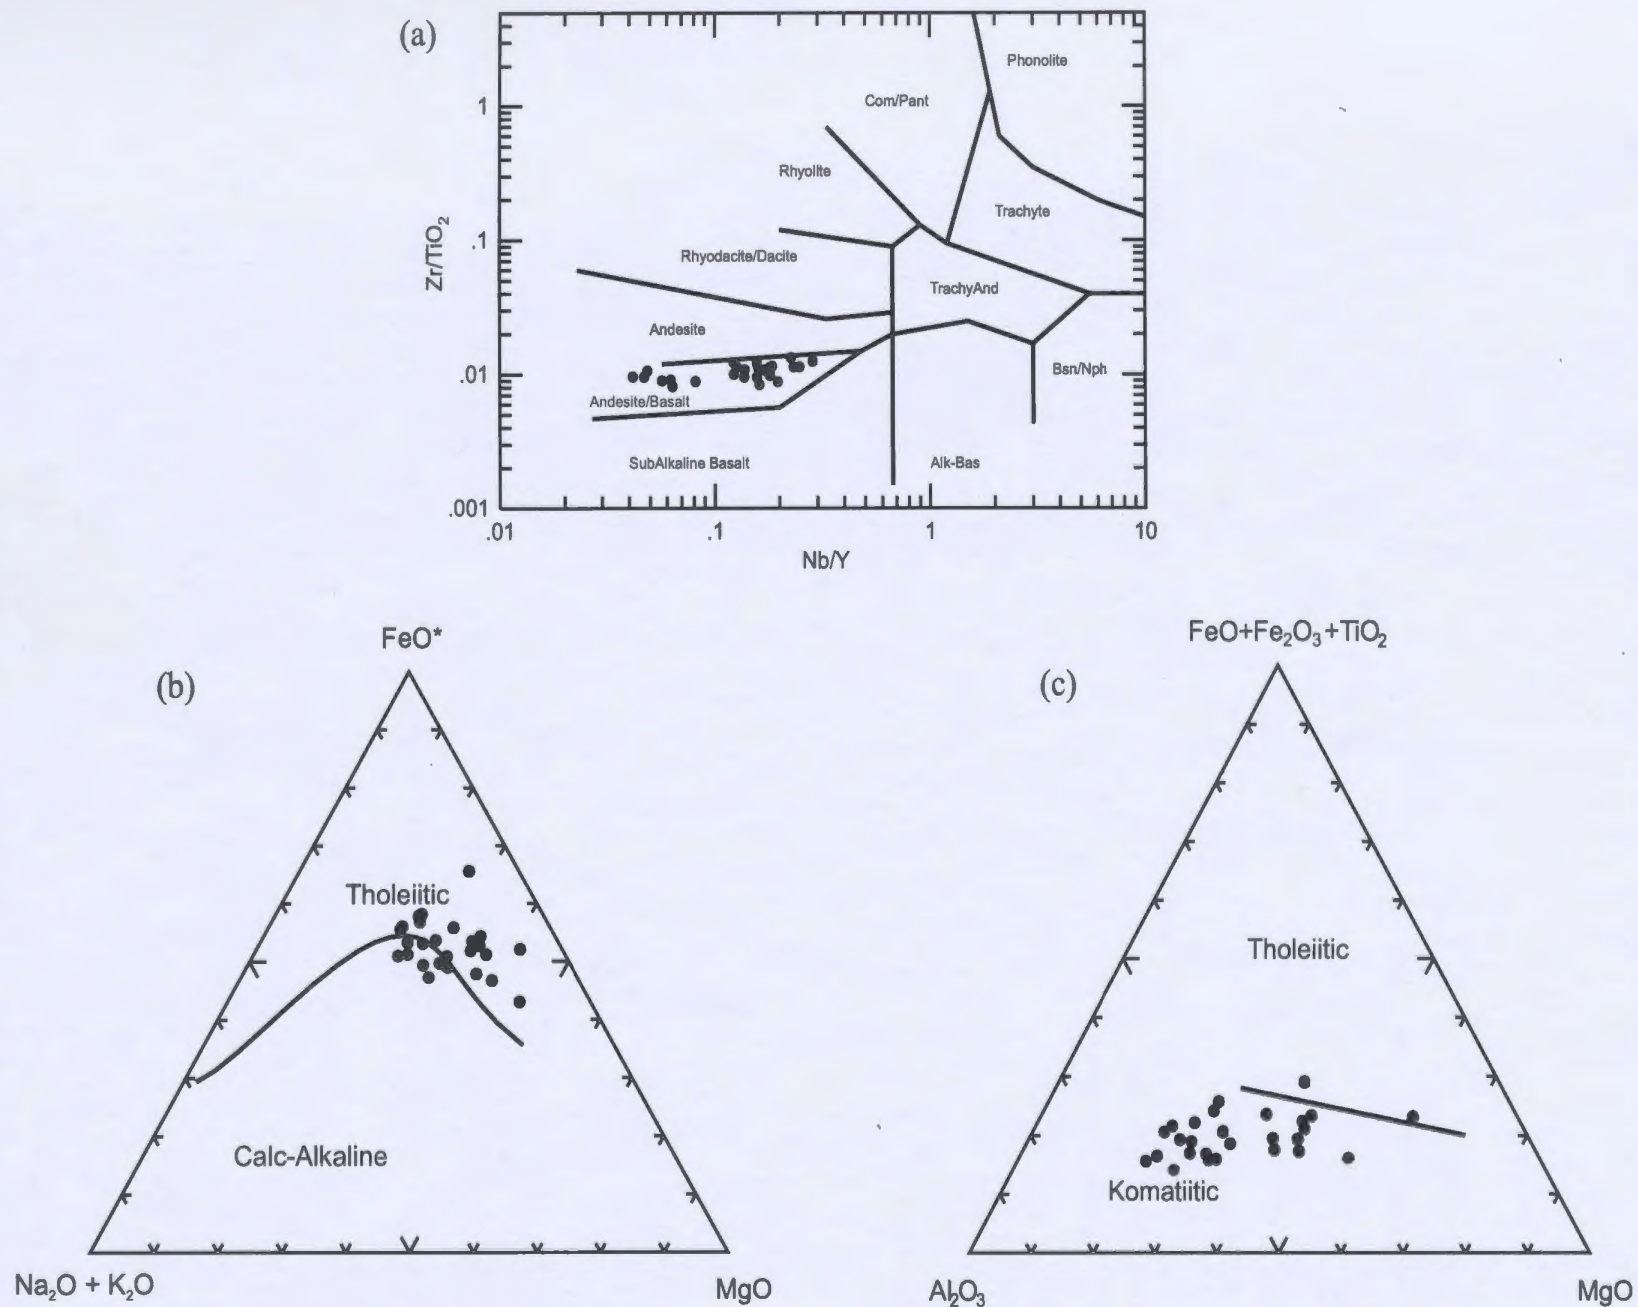 (a)
Phonolite
Com/Pant
1
Rhyolite
Trachyte
Zr/TiO₂
.1
Rhyodacite/Dacite
TrachyAnd
Andesite
Bsn/Nph
.01
Andesite/Basalt
SubAlkaline Basalt
Alk-Bas
.001
.01
.1
1
10
Nb/Y
FeO*
(b)
Tholeiitic
Calc-Alkaline
Na₂O + K₂O
MgO
FeO+Fe₂O₃+TiO₂
(c)
Tholeiitic
Komatiitic
Al₂O₃
MgO